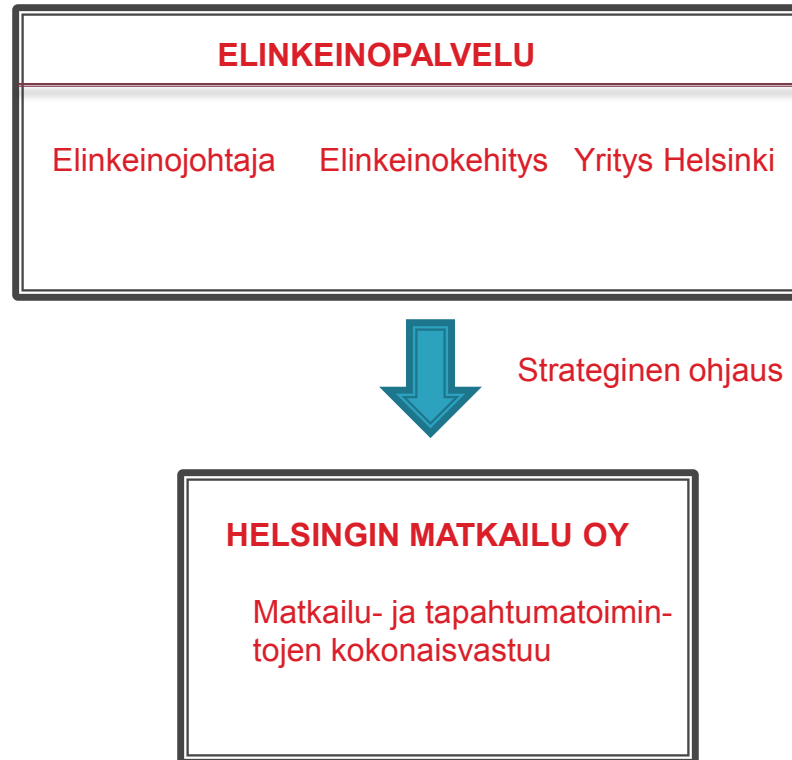 ELINKEINOPALVELU
Elinkeinojohtaja Elinkeinokehitys Yritys Helsinki
Strateginen ohjaus
HELSINGIN MATKAILU OY
Matkailu- ja tapahtumatoimin-
tojen kokonaisvastuu